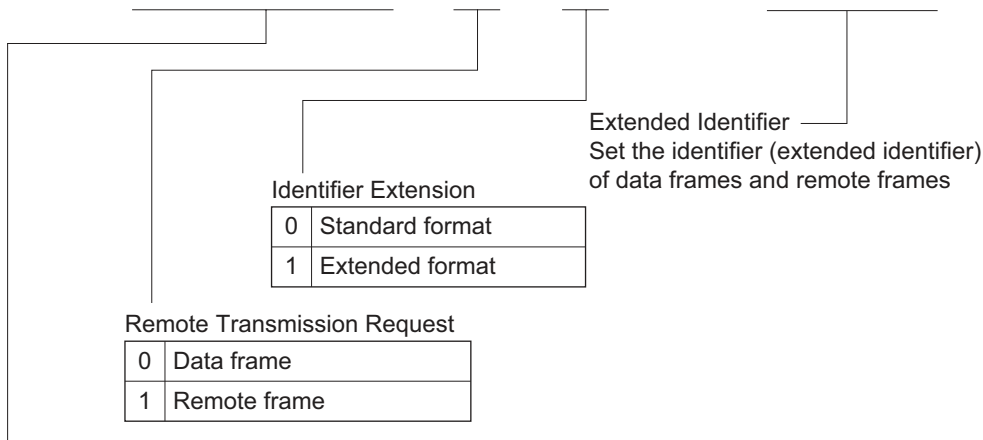 Extended Identifier
Set the identifier (extended identifier)
of data frames and remote frames
Identifier Extension
0 Standard format
1 Extended format
Remote Transmission Request
0 Data frame
1 Remote frame